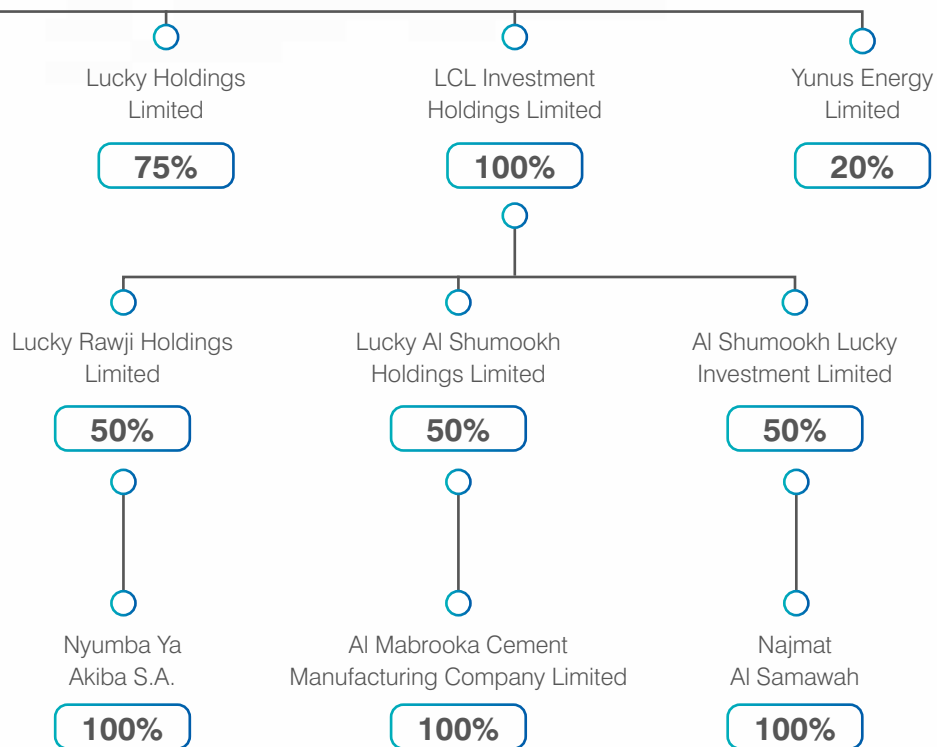 Lucky Holdings
Limited
75%
LCL Investment
Holdings Limited
100%
Yunus Energy
Limited
20%
Lucky Rawji Holdings
Limited
50%
Lucky Al Shumookh
Holdings Limited
50%
Al Shumookh Lucky
Investment Limited
50%
Nyumba Ya
Akiba S.A.
100%
Al Mabrooka Cement
Manufacturing Company Limited
100%
Najmat
Al Samawah
100%